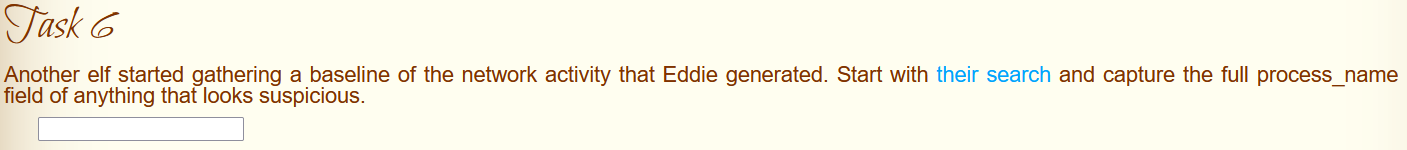 Task 6
Another elf started gathering a baseline of the network activity that Eddie generated. Start with their search and capture the full process_name
field of anything that looks suspicious.